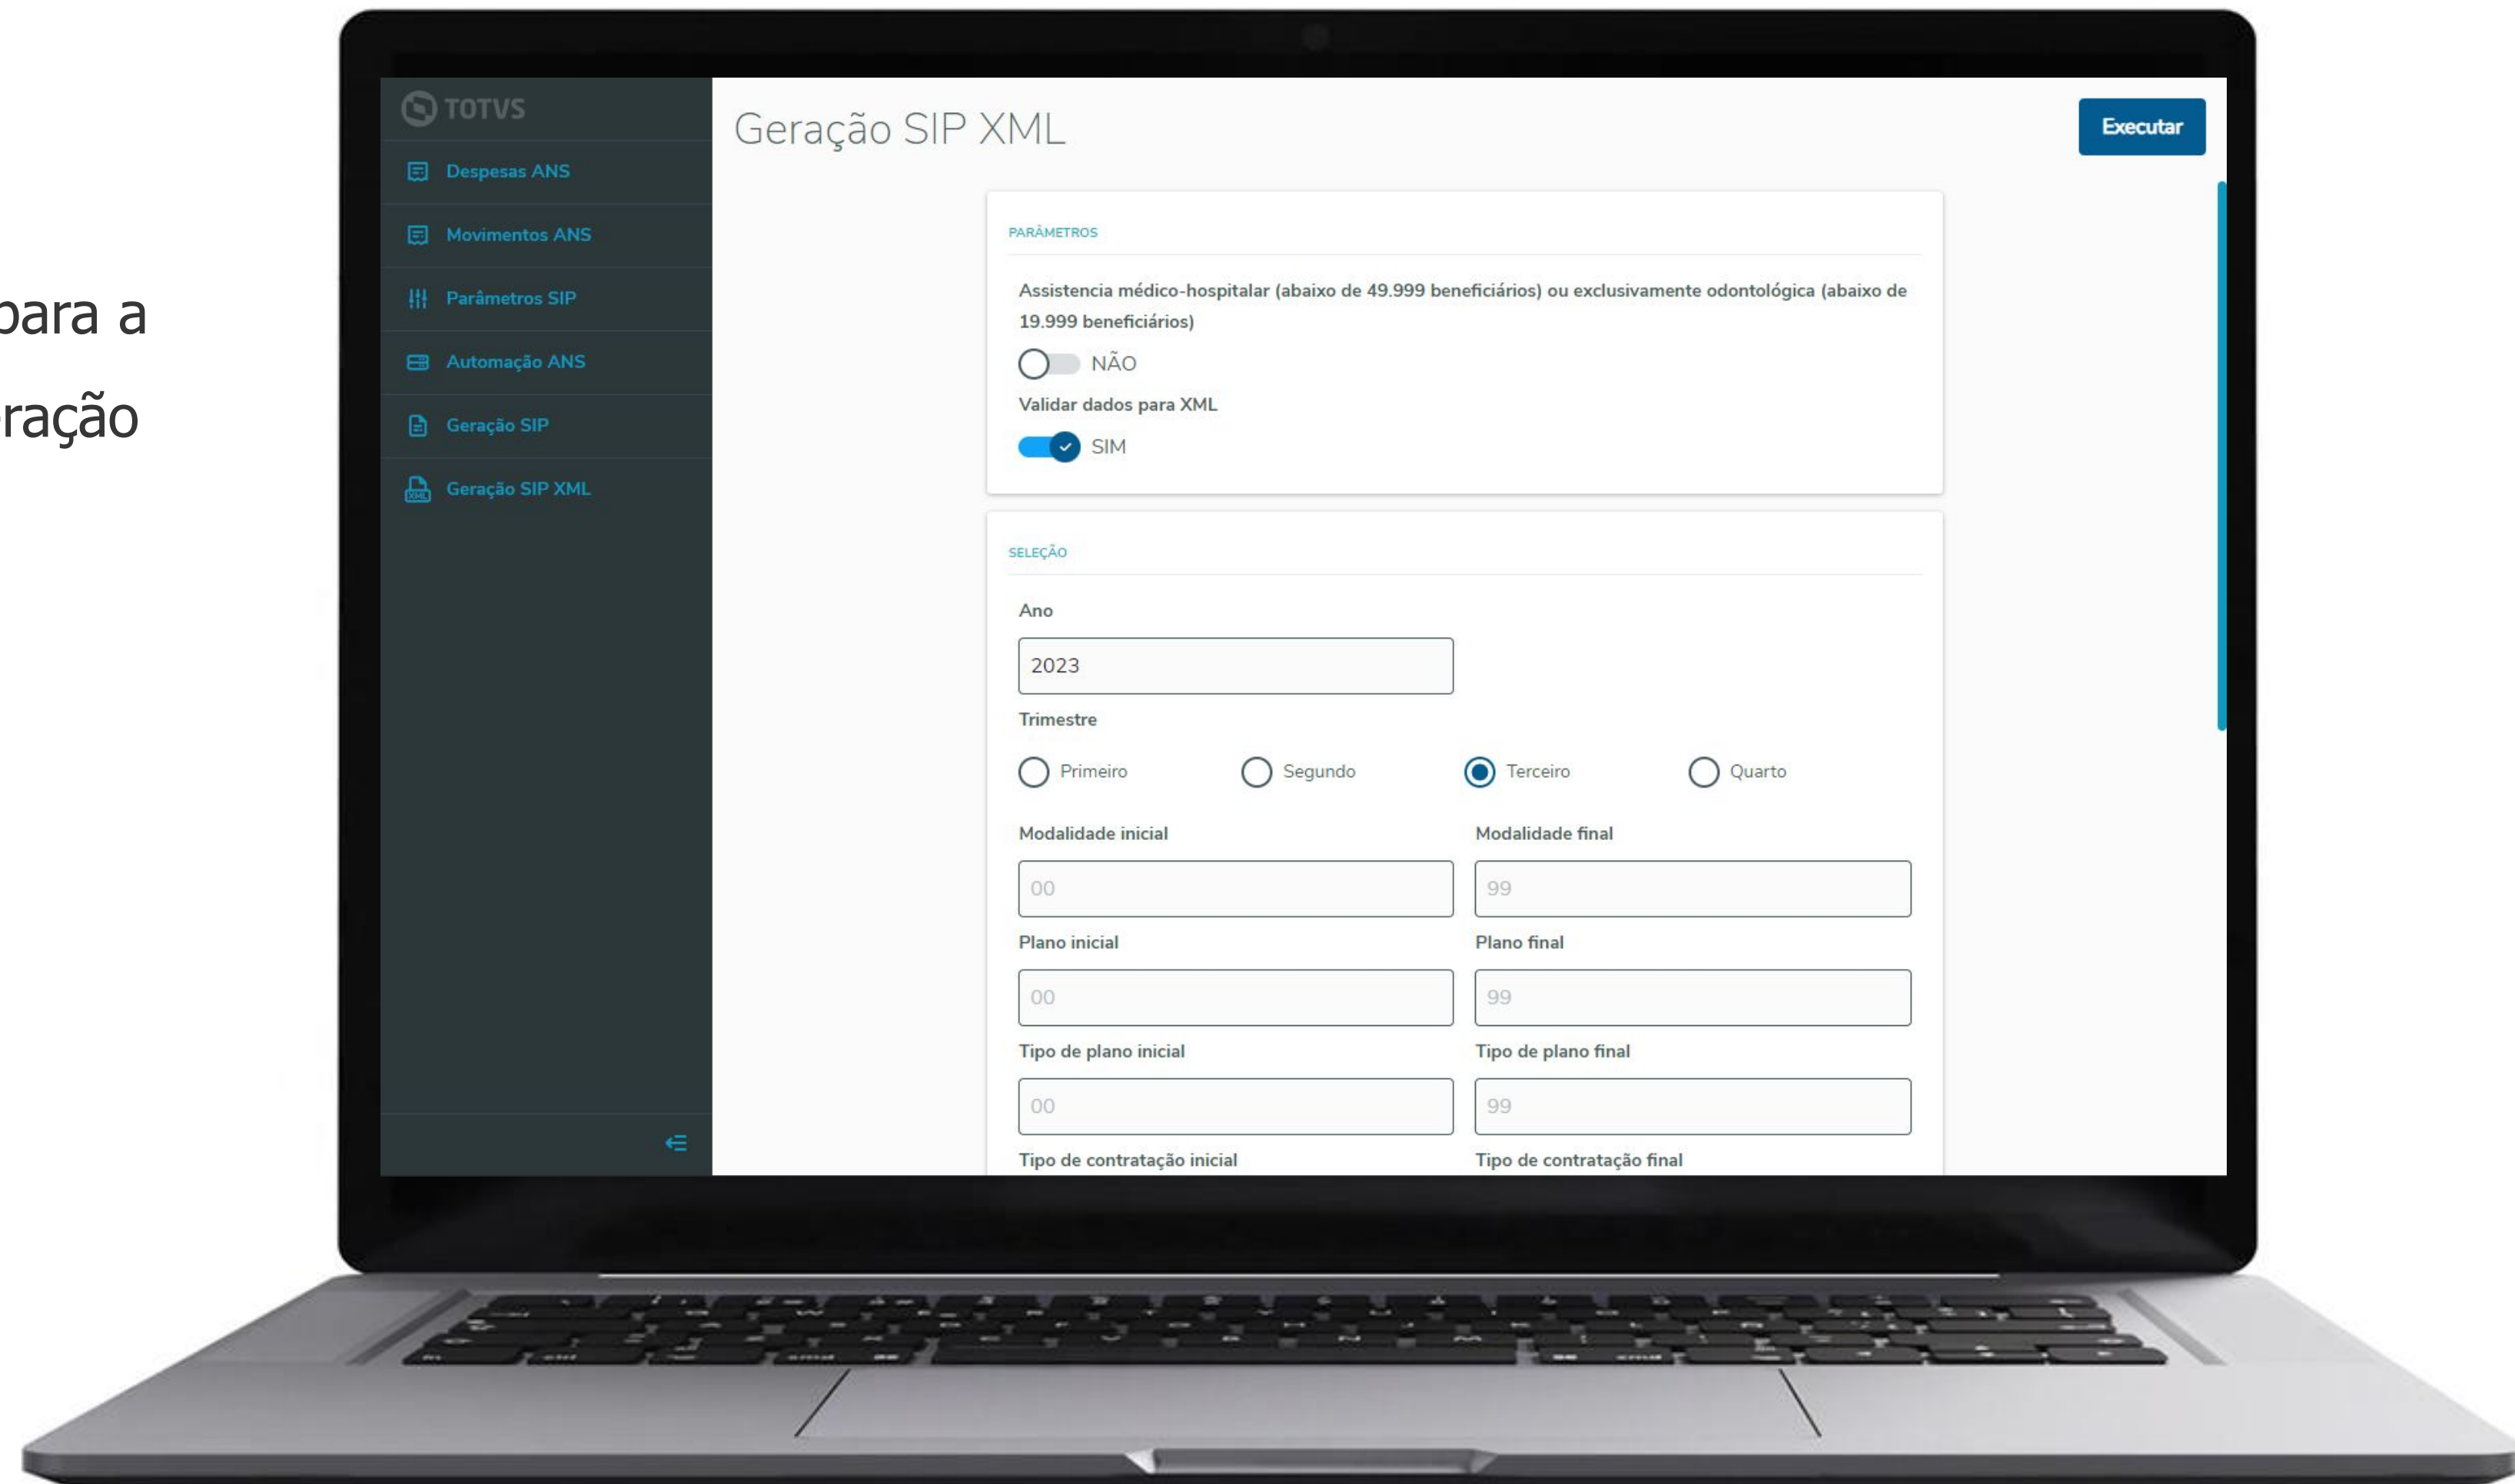 para a
TOTVS
Geração SIP XML
Executar
Despesas ANS
Movimentos ANS
Parâmetros SIP
Automação ANS
Geração SIP
Geração SIP XML
PARÂMETROS
Assistencia médico-hospitalar (abaixo de 49.999 beneficiários) ou exclusivamente odontológica (abaixo de
19.999 beneficiários)
NÃO
Validar dados para XML
SIM
SELEÇÃO
Ano
2023
Trimestre
Primeiro Segundo Terceiro Quarto
Modalidade inicial Modalidade final
00 99
Plano inicial Plano final
00 99
Tipo de plano inicial Tipo de plano final
00 99
Tipo de contratação inicial Tipo de contratação final